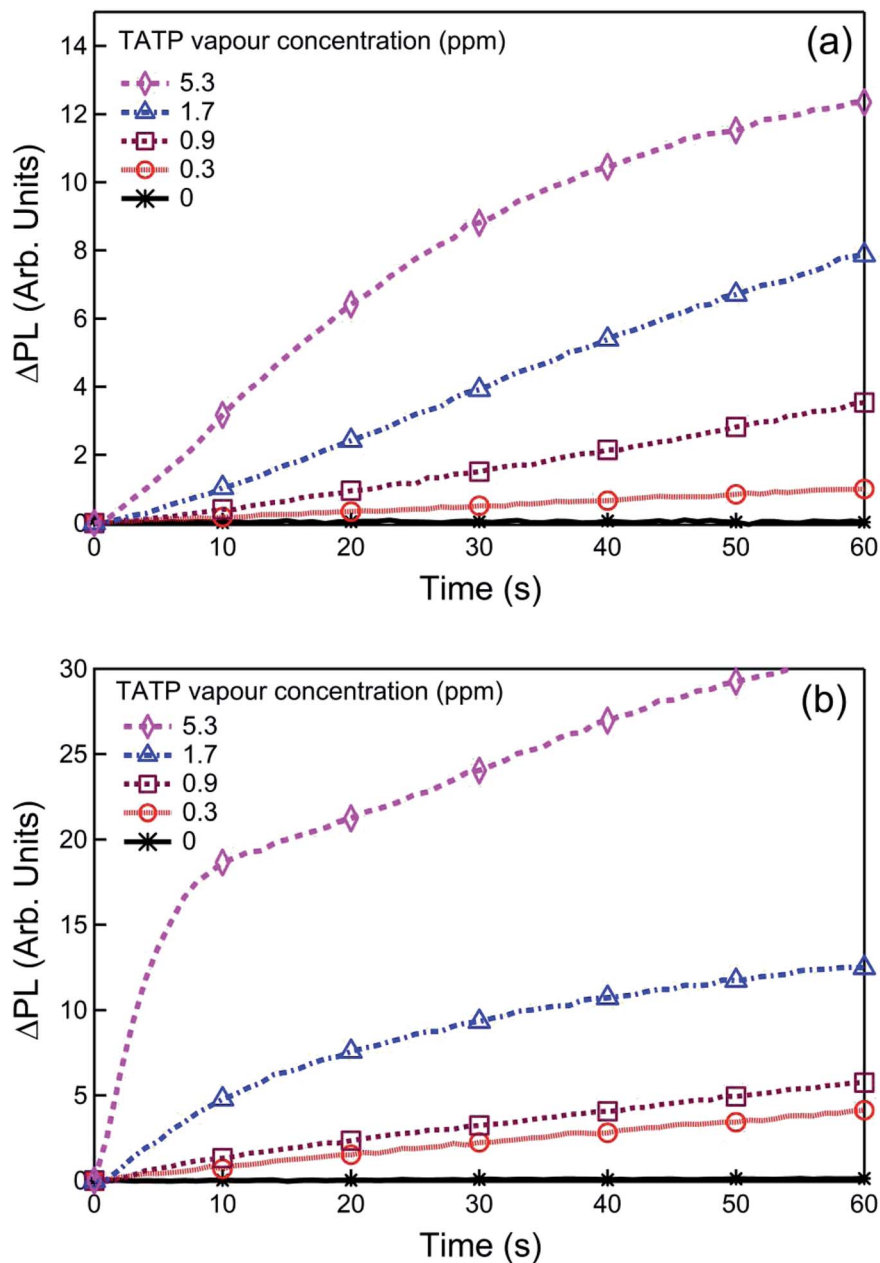 (a)
TATP vapour concentration (ppm)
5.3
1.7
0.9
0.3
0
ΔPL (Arb. Units)
14
12
10
8
6
4
2
0
0 10 20 30 40 50 60
Time (s)
(b)
TATP vapour concentration (ppm)
5.3
1.7
0.9
0.3
0
ΔPL (Arb. Units)
30
25
20
15
10
5
0
0 10 20 30 40 50 60
Time (s)